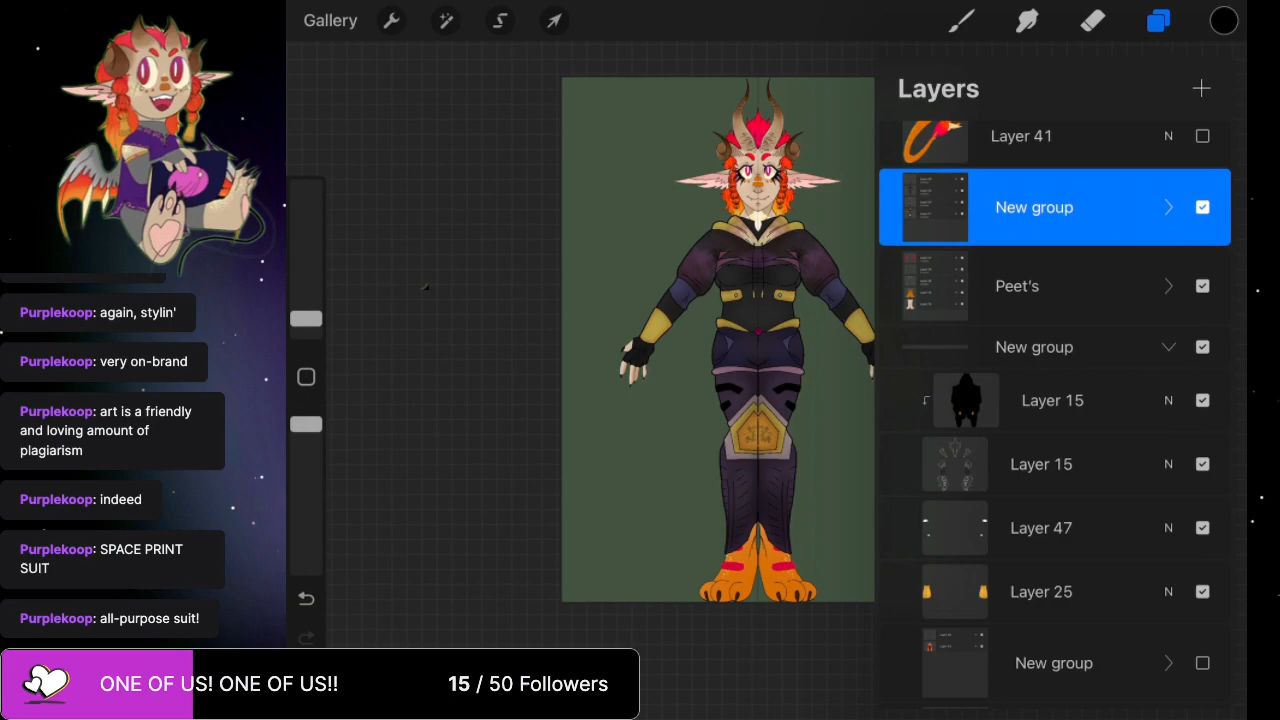 Gallery
Layers
Layer 41 N
New group
Peet's
New group
Layer 15 N
Layer 15 N
Layer 47 N
Layer 25 N
New group
Purplekoop: again, stylin'
Purplekoop: very on-brand
Purplekoop: art is a friendly
and loving amount of
plagiarism
Purplekoop: indeed
Purplekoop: SPACE PRINT
SUIT
Purplekoop: all-purpose suit!
ONE OF US! ONE OF US!! 15 / 50 Followers